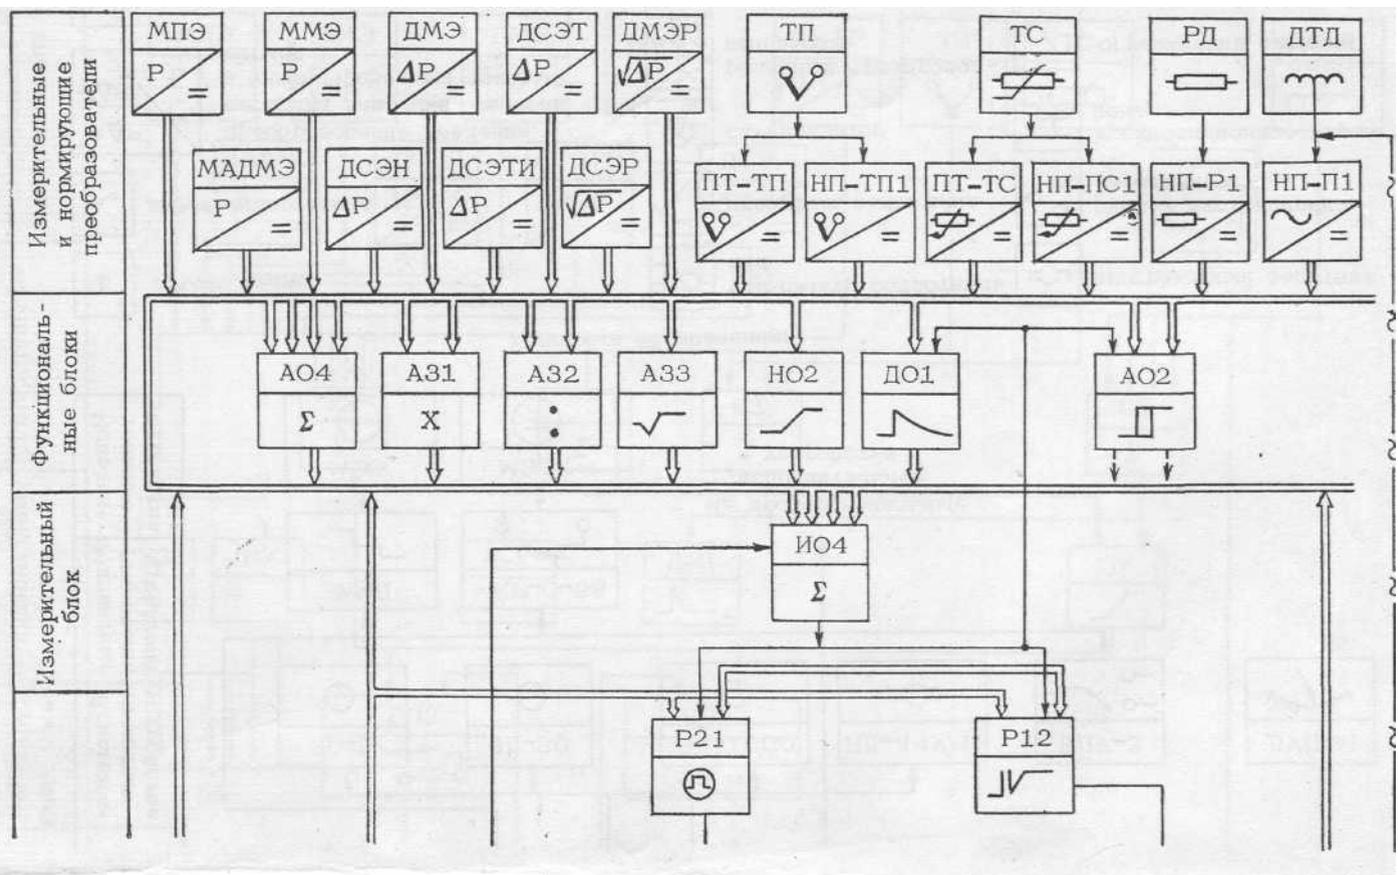 Измерительные
и нормирующие
преобразователи
МПЭ
P
=
ММЭ
P
=
ДМЭ
ΔP
=
ДСЭТ
ΔP
=
ДМЭР
√ΔP
=
ТП
ТС
РД
ДТД
МАДМЭ
P
=
ДСЭН
ΔP
=
ДСЭТИ
ΔP
=
ДСЭР
√ΔP
=
ПТ-ТП
=
НП-ТП1
=
ПТ-ТС
=
НП-ПС1
=
НП-Р1
=
НП-П1
~
=
Функциональ-
ные блоки
АО4
Σ
А31
X
А32
А33
НО2
ДО1
АО2
Измерительный
блок
ИО4
Σ
Р21
Р12